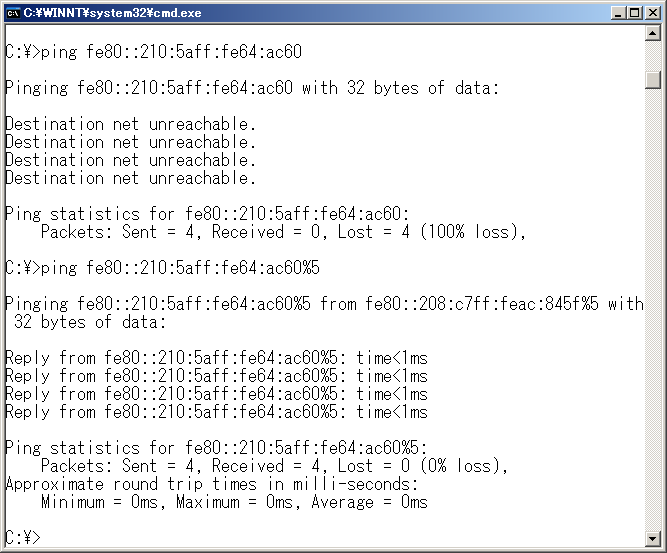 C:¥WINNT¥system32¥cmd.exe
C:¥>ping fe80::210:5aff:fe64:ac60
Pinging fe80::210:5aff:fe64:ac60 with 32 bytes of data:
Destination net unreachable.
Destination net unreachable.
Destination net unreachable.
Destination net unreachable.
Ping statistics for fe80::210:5aff:fe64:ac60:
    Packets: Sent = 4, Received = 0, Lost = 4 (100% loss),
C:¥>ping fe80::210:5aff:fe64:ac60%5
Pinging fe80::210:5aff:fe64:ac60%5 from fe80::208:c7ff:feac:845f%5 with
 32 bytes of data:
Reply from fe80::210:5aff:fe64:ac60%5: time<1ms
Reply from fe80::210:5aff:fe64:ac60%5: time<1ms
Reply from fe80::210:5aff:fe64:ac60%5: time<1ms
Reply from fe80::210:5aff:fe64:ac60%5: time<1ms
Ping statistics for fe80::210:5aff:fe64:ac60%5:
    Packets: Sent = 4, Received = 4, Lost = 0 (0% loss),
Approximate round trip times in milli-seconds:
    Minimum = 0ms, Maximum = 0ms, Average = 0ms
C:¥>